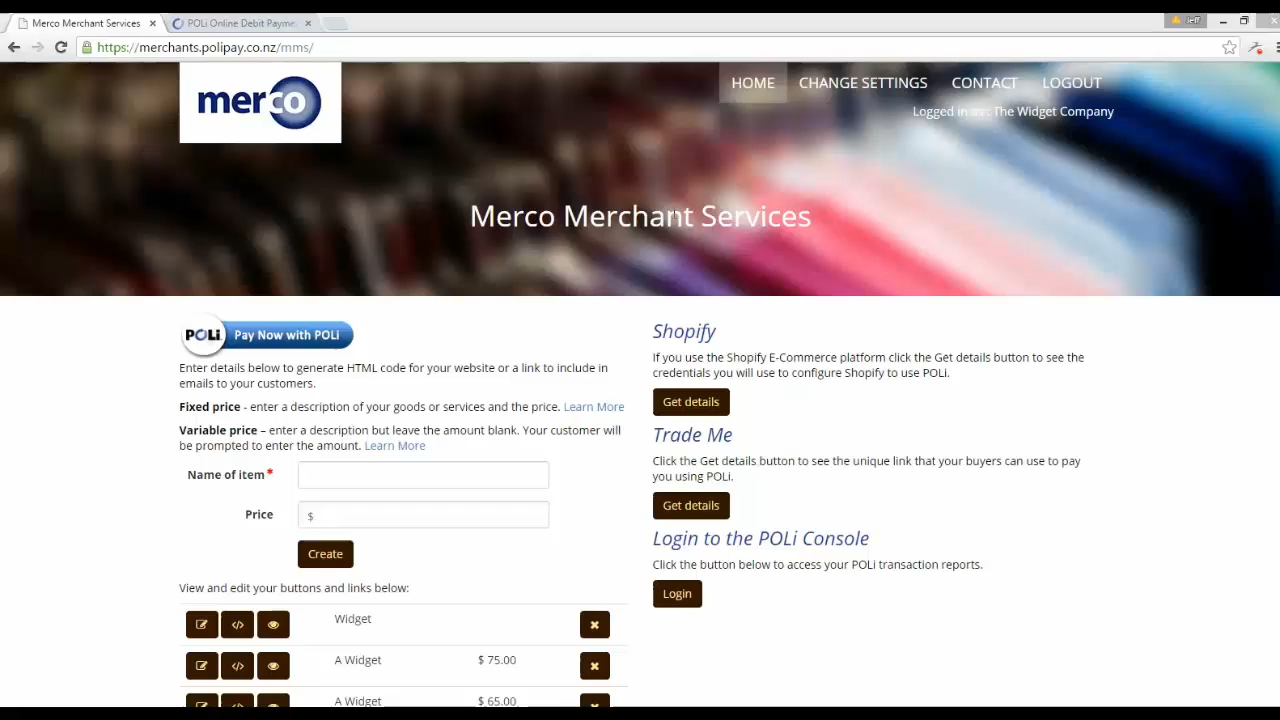 Merco Merchant Services
POLi Online Debit Payme
Jeff
https://merchants.polipay.co.nz/mms/
merco
HOME CHANGE SETTINGS CONTACT LOGOUT
Logged in as: The Widget Company
Merco Merchant Services
POLi Pay Now with POLi
Enter details below to generate HTML code for your website or a link to include in
emails to your customers.
Fixed price - enter a description of your goods or services and the price. Learn More
Variable price – enter a description but leave the amount blank. Your customer will
be prompted to enter the amount. Learn More
Name of item*
Price $
Create
View and edit your buttons and links below:
Widget
A Widget $ 75.00
A Widget $ 65.00
Shopify
If you use the Shopify E-Commerce platform click the Get details button to see the
credentials you will use to configure Shopify to use POLi.
Get details
Trade Me
Click the Get details button to see the unique link that your buyers can use to pay
you using POLi.
Get details
Login to the POLi Console
Click the button below to access your POLi transaction reports.
Login